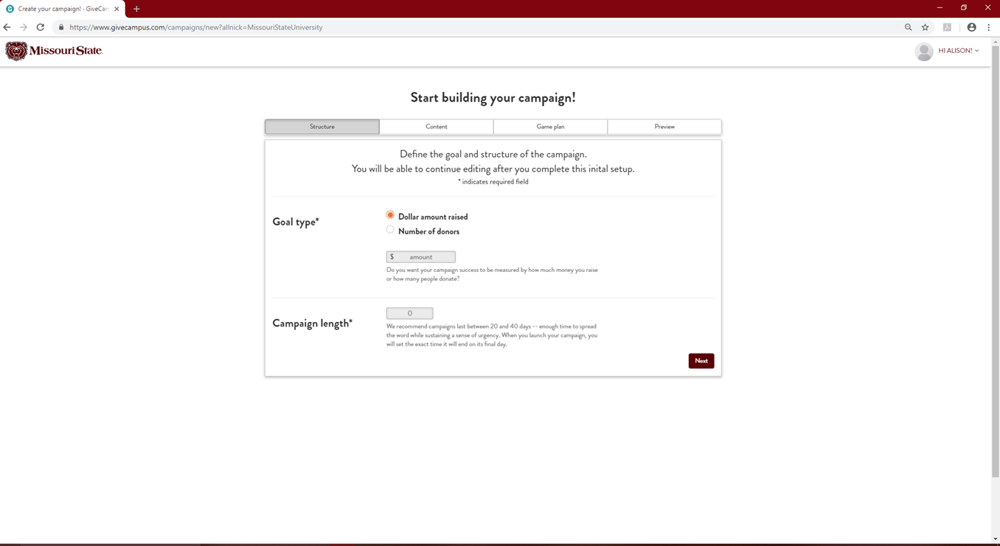 Create your campaign! - GiveCam
https://www.givecampus.com/campaigns/new?allnick=MissouriStateUniversity
Missouri State.
HI ALISON!
Start building your campaign!
Structure
Content
Game plan
Preview
Define the goal and structure of the campaign.
You will be able to continue editing after you complete this inital setup.
* indicates required field
Goal type*
Dollar amount raised
Number of donors
$ amount
Do you want your campaign success to be measured by how much money you raise
or how many people donate?
Campaign length*
0
We recommend campaigns last between 20 and 40 days -- enough time to spread
the word while sustaining a sense of urgency. When you launch your campaign, you
will set the exact time it will end on its final day.
Next